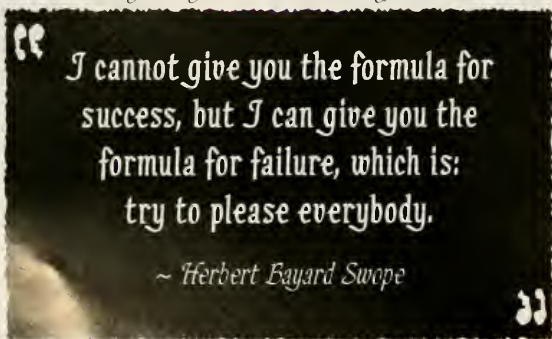 “
I cannot give you the formula for
success, but I can give you the
formula for failure, which is:
try to please everybody.
~ Herbert Bayard Swope
”